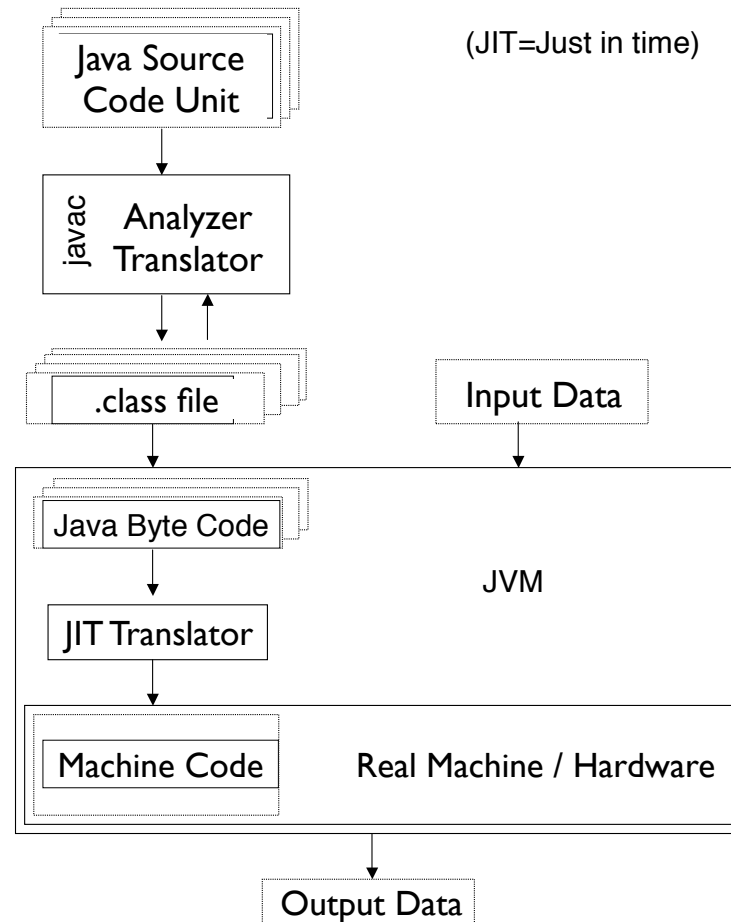 Java Source
Code Unit
(JIT=Just in time)
javac
Analyzer
Translator
.class file
Input Data
Java Byte Code
JVM
JIT Translator
Machine Code
Real Machine / Hardware
Output Data